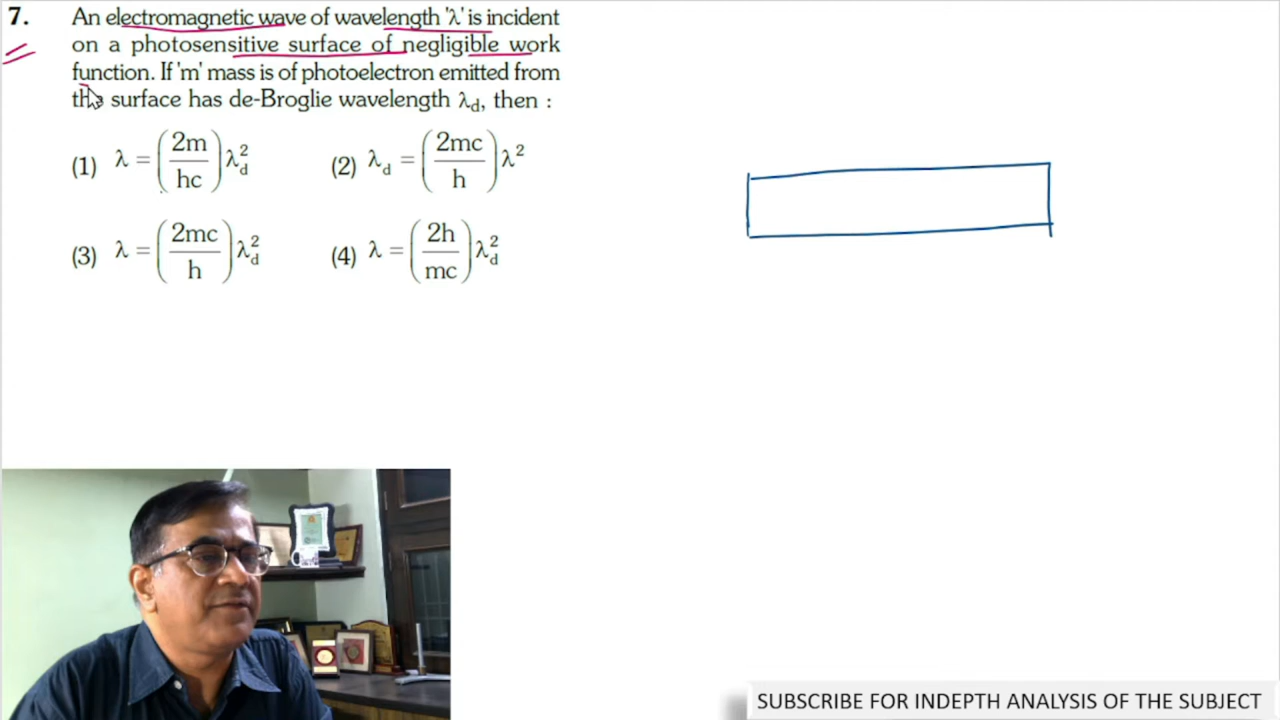 7. An electromagnetic wave of wavelength 'λ' is incident
on a photosensitive surface of negligible work
function. If 'm' mass is of photoelectron emitted from
the surface has de-Broglie wavelength λd, then :
(1) λ = (2m/hc) λd² (2) λd = (2mc/h) λ²
(3) λ = (2mc/h) λd² (4) λ = (2h/mc) λd²
SUBSCRIBE FOR INDEPTH ANALYSIS OF THE SUBJECT